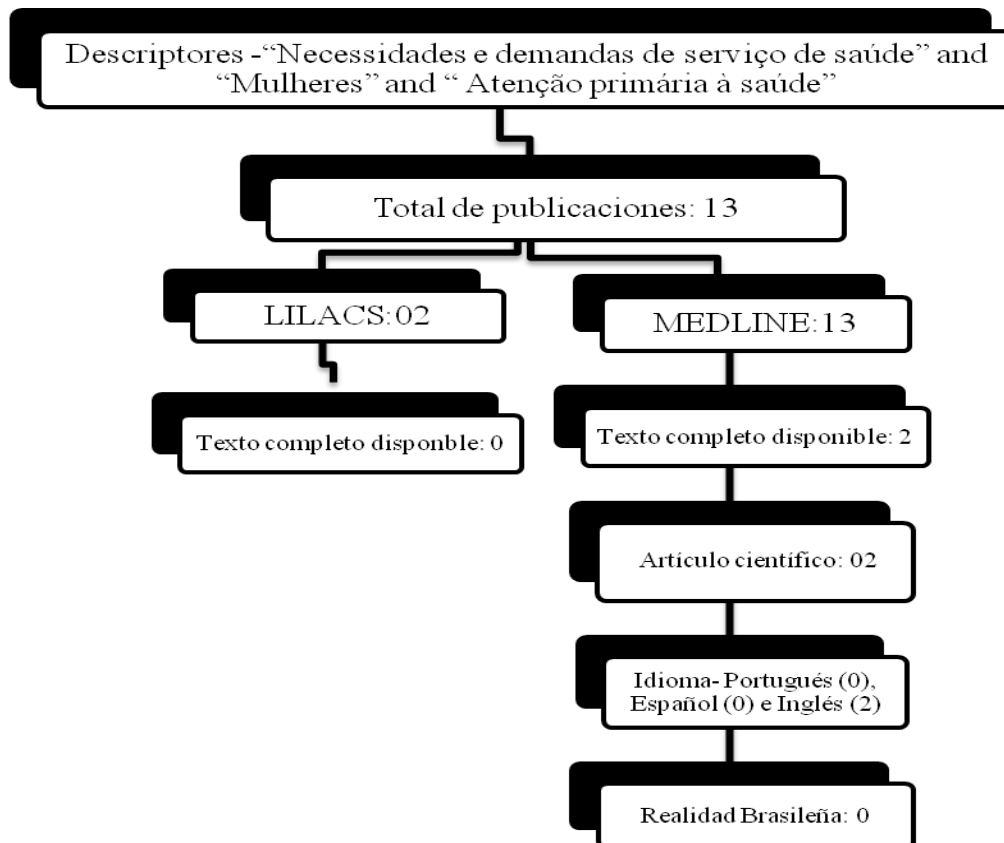 Descriptores -“Necessidades e demandas de serviço de saúde” and
“Mulheres” and “ Atenção primária à saúde”
Total de publicaciones: 13
LILACS: 02
MEDLINE: 13
Texto completo disponble: 0
Texto completo disponible: 2
Artículo científico: 02
Idioma- Portugués (0),
Español (0) e Inglés (2)
Realidad Brasileña: 0